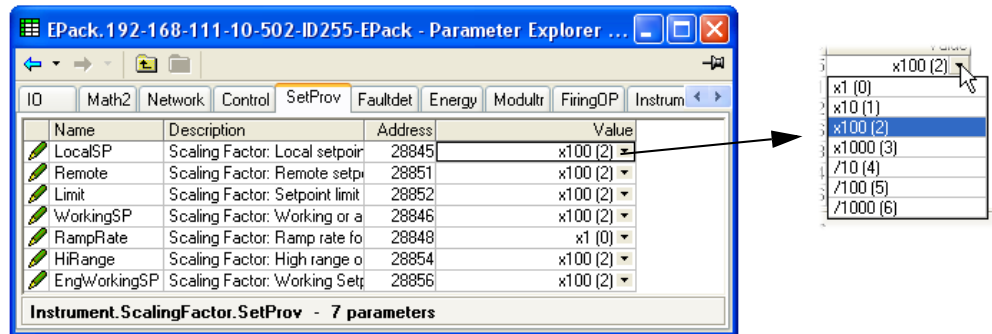 EPack.192-168-111-10-502-ID255-EPack - Parameter Explorer ...
IO Math2 Network Control SetProv Faultdet Energy Modultr FiringOP Instrum
Name Description Address Value
LocalSP Scaling Factor: Local setpoin 28845 x100 (2)
Remote Scaling Factor: Remote setp 28851 x100 (2)
Limit Scaling Factor: Setpoint limit 28852 x100 (2)
WorkingSP Scaling Factor: Working or a 28846 x100 (2)
RampRate Scaling Factor: Ramp rate fo 28848 x1 (0)
HiRange Scaling Factor: High range o 28854 x100 (2)
EngWorkingSP Scaling Factor: Working Setp 28856 x100 (2)
Instrument.ScalingFactor.SetProv - 7 parameters
x100 (2)
x1 (0)
x10 (1)
x100 (2)
x1000 (3)
/10 (4)
/100 (5)
/1000 (6)